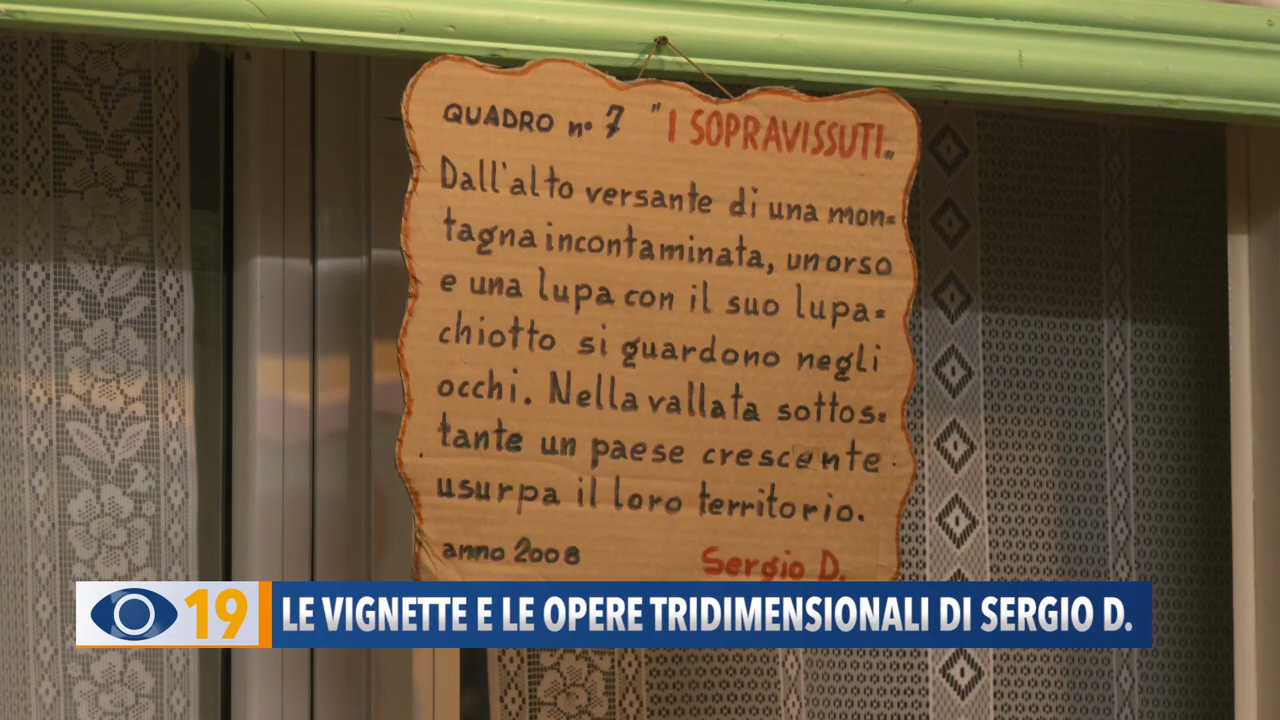 QUADRO nº 7 "I SOPRAVISSUTI„
Dall'alto versante di una mon=
tagna incontaminata, un orso
e una lupa con il suo lupa=
chiotto si guardono negli
occhi. Nella vallata sottos=
tante un paese crescente
usurpa il loro territorio.
anno 2008 Sergio D.
19 LE VIGNETTE E LE OPERE TRIDIMENSIONALI DI SERGIO D.